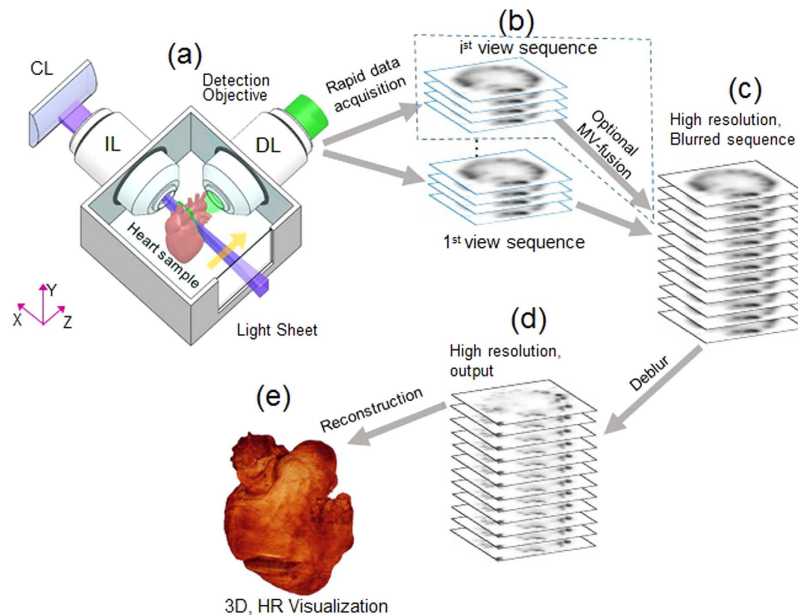 (a)
CL
IL
Detection
Objective
DL
Heart sample
Light Sheet
Y
X
Z
Rapid data
acquisition
(b)
iˢᵗ view sequence
1ˢᵗ view sequence
Optional
MV-fusion
(c)
High resolution,
Blurred sequence
Deblur
(d)
High resolution,
output
Reconstruction
(e)
3D, HR Visualization